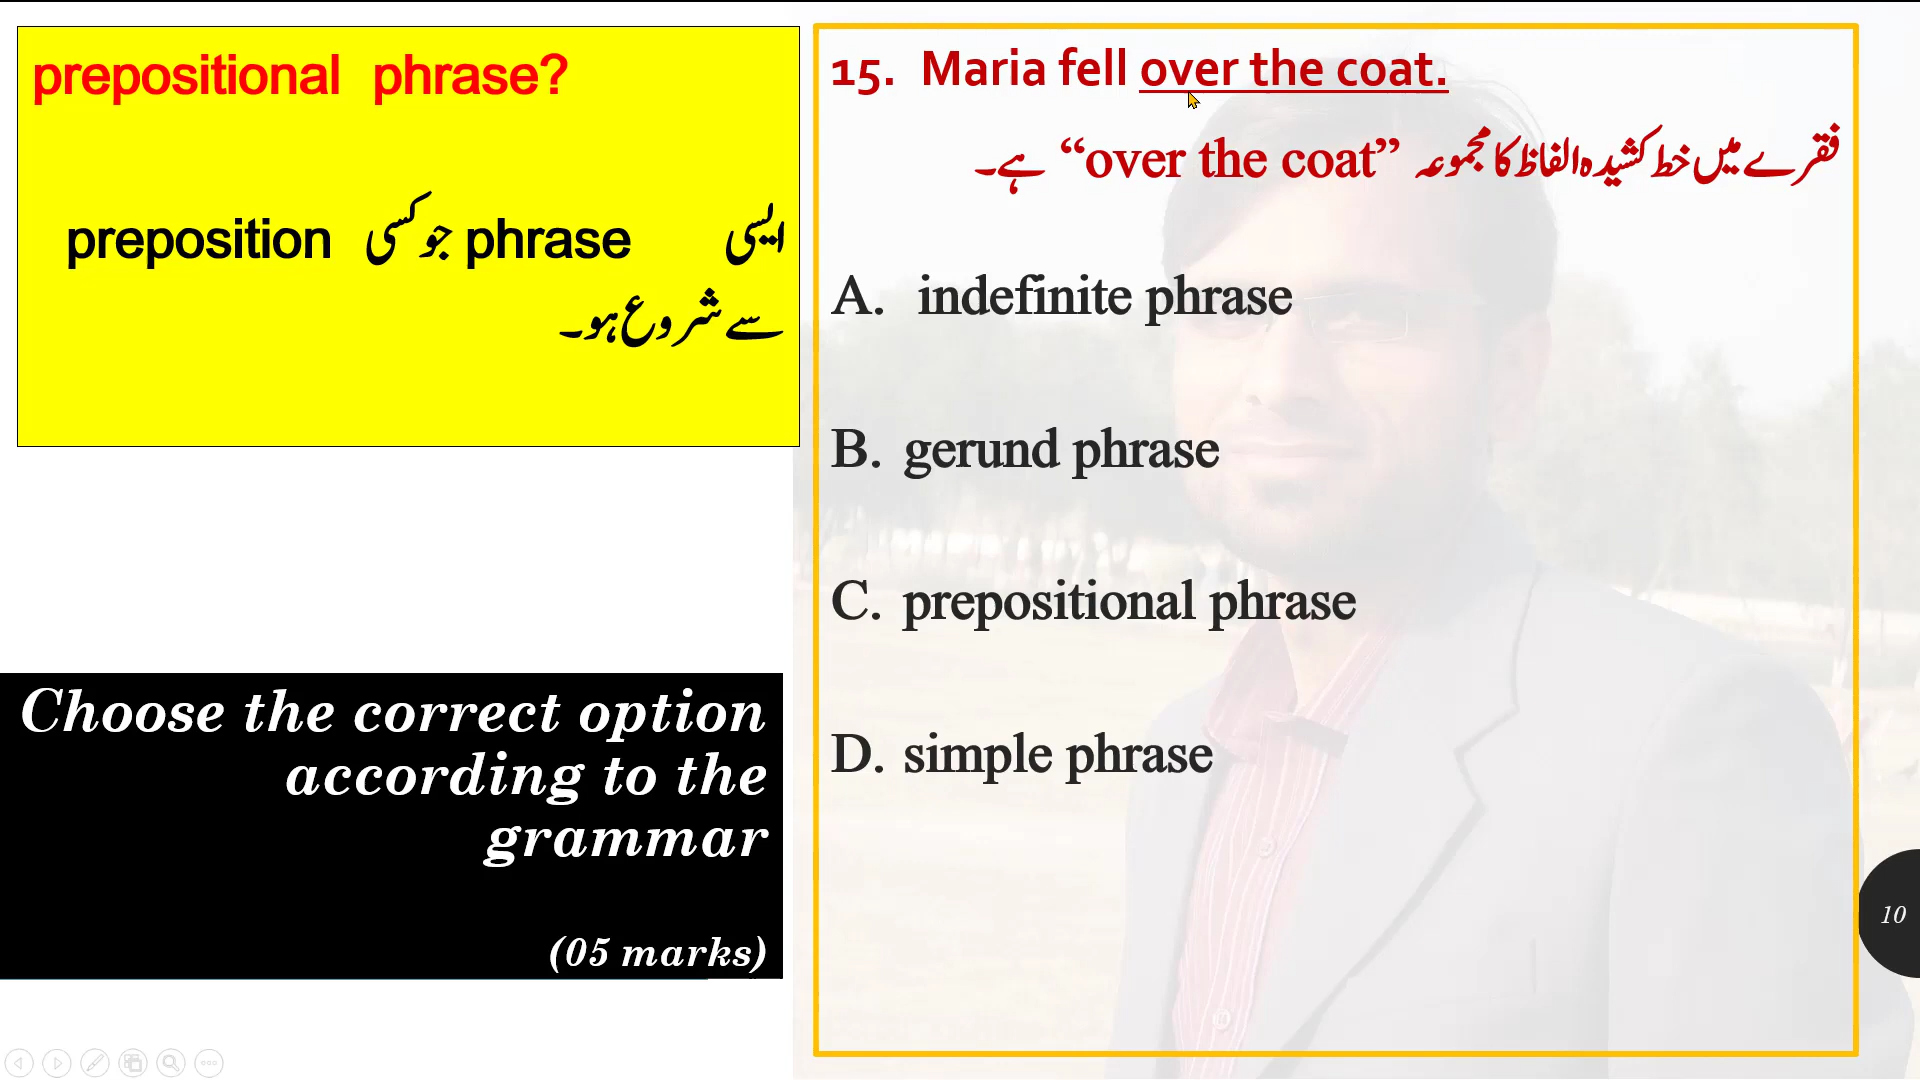 prepositional phrase?
ایسی phrase جو کسی preposition
سے شروع ہو۔
15. Maria fell over the coat.
فقرے میں خط کشیدہ الفاظ کا مجموعہ “over the coat” ہے۔
A. indefinite phrase
B. gerund phrase
C. prepositional phrase
D. simple phrase
Choose the correct option
according to the
grammar
(05 marks)
10